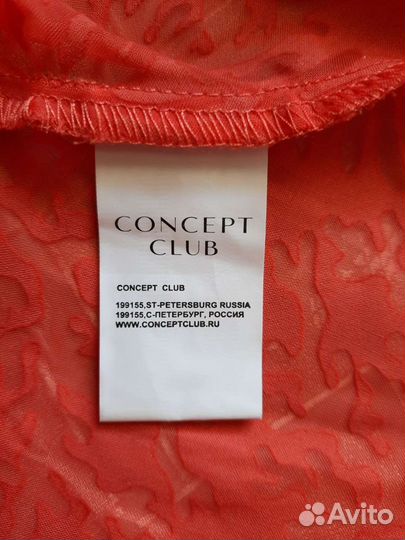 CONCEPT
CLUB
CONCEPT CLUB
199155,ST-PETERSBURG RUSSIA
199155,С-ПЕТЕРБУРГ, РОССИЯ
WWW.CONCEPTCLUB.RU
Avito